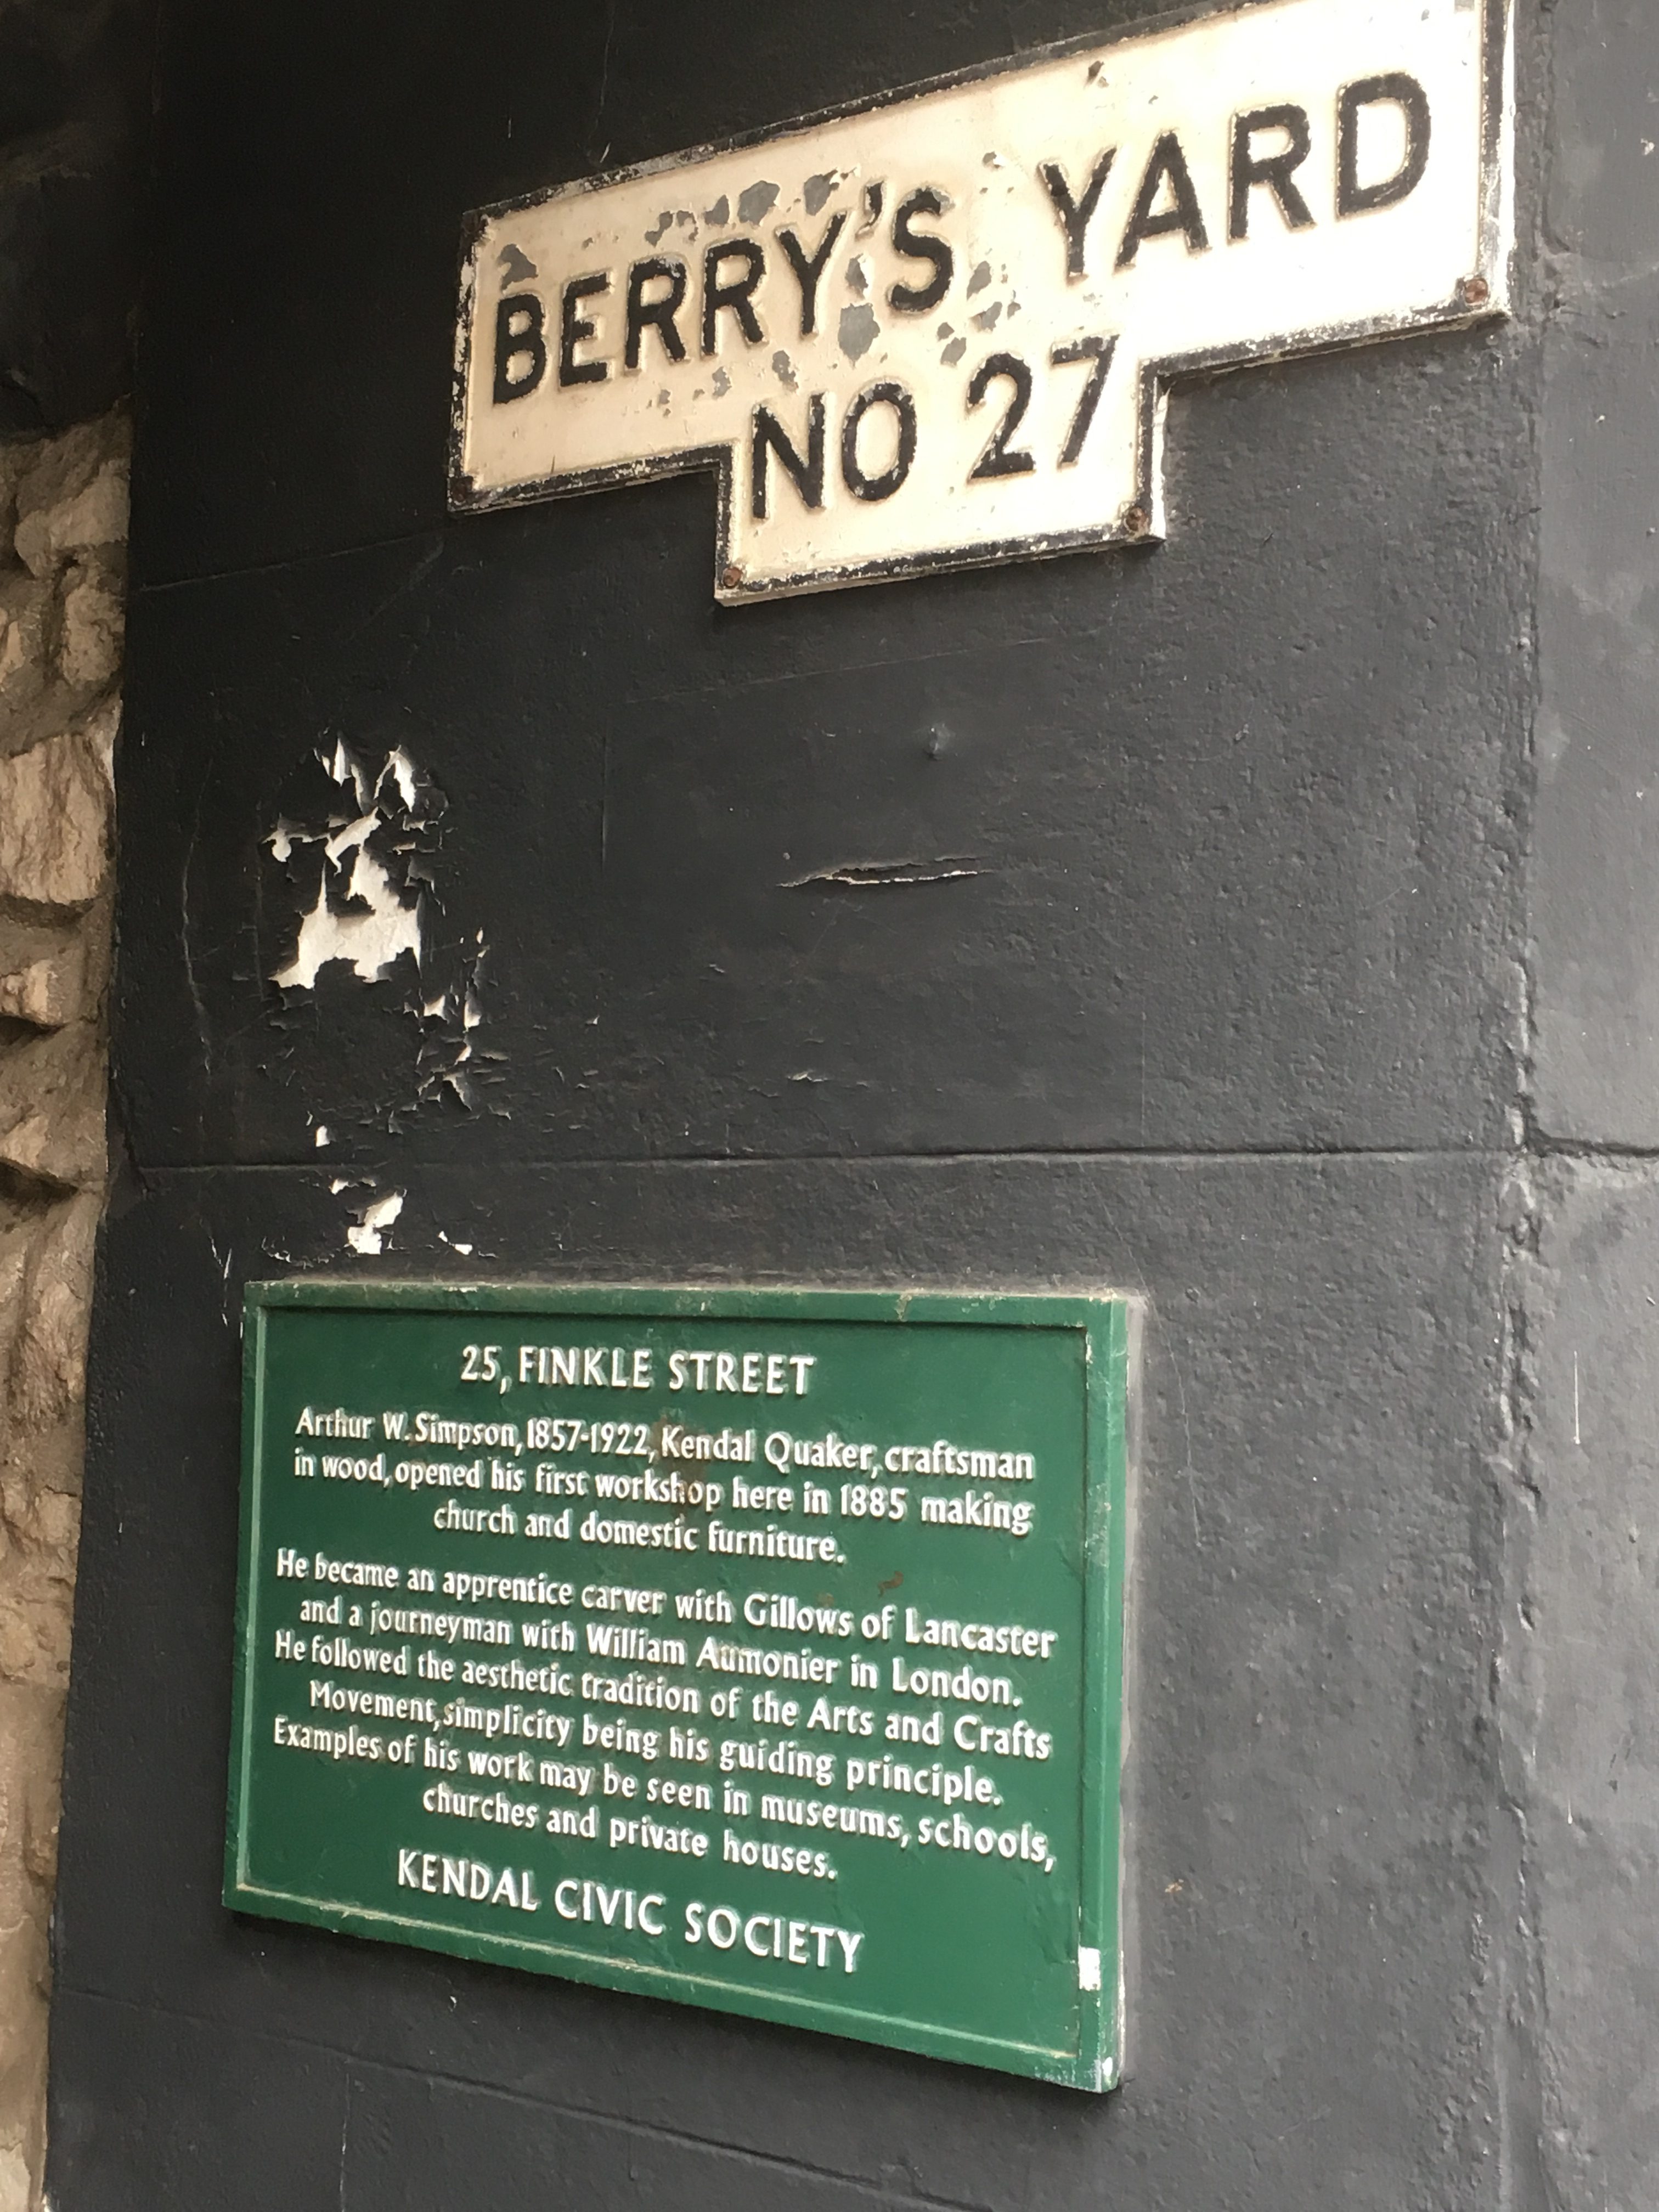 BERRY'S YARD
NO 27
25, FINKLE STREET
Arthur W. Simpson, 1857-1922, Kendal Quaker, craftsman
in wood, opened his first workshop here in 1885 making
church and domestic furniture.
He became an apprentice carver with Gillows of Lancaster
and a journeyman with William Aumonier in London.
He followed the aesthetic tradition of the Arts and Crafts
Movement, simplicity being his guiding principle.
Examples of his work may be seen in museums, schools,
churches and private houses.
KENDAL CIVIC SOCIETY